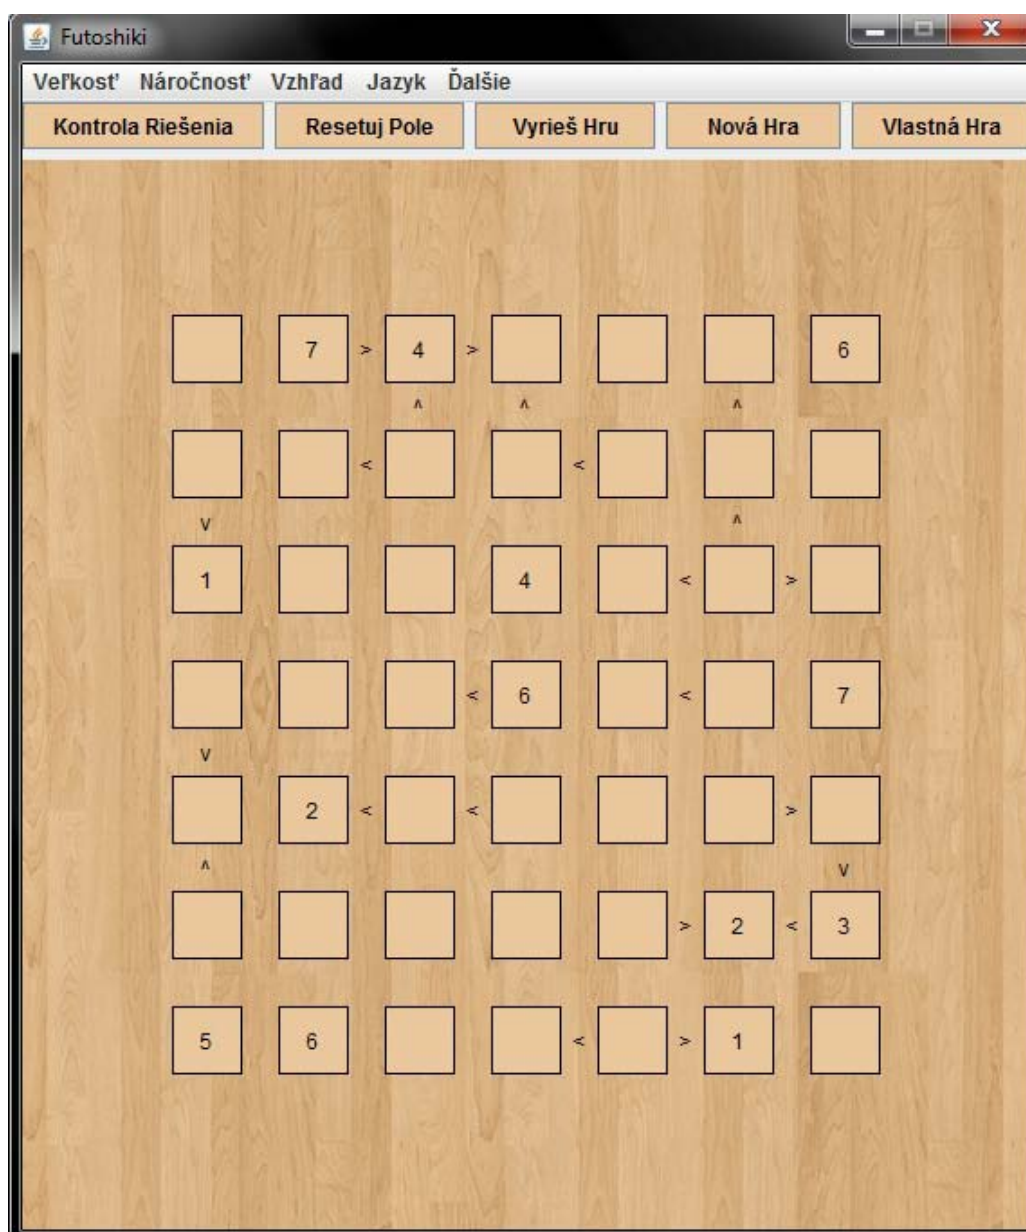 Futoshiki
Veľkosť Náročnosť Vzhľad Jazyk Ďalšie
Kontrola Riešenia Resetuj Pole Vyrieš Hru Nová Hra Vlastná Hra
7 > 4 > 6
^ ^ ^
< <
v ^
1 4 < >
< 6 < 7
v
2 < < >
^ v
> 2 < 3
5 6 < > 1